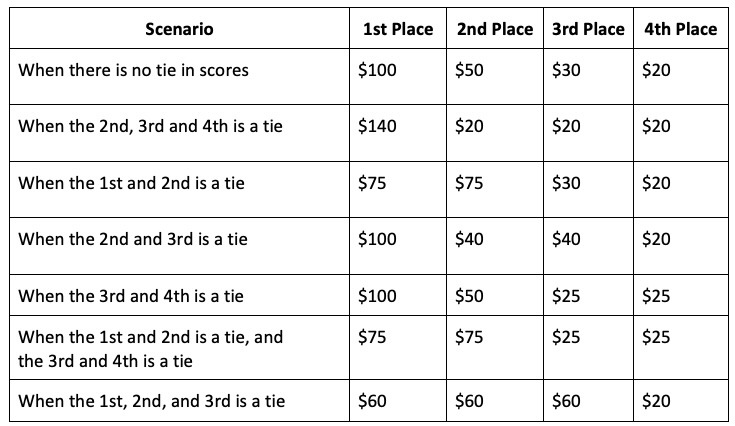 Scenario 1st Place 2nd Place 3rd Place 4th Place
When there is no tie in scores $100 $50 $30 $20
When the 2nd, 3rd and 4th is a tie $140 $20 $20 $20
When the 1st and 2nd is a tie $75 $75 $30 $20
When the 2nd and 3rd is a tie $100 $40 $40 $20
When the 3rd and 4th is a tie $100 $50 $25 $25
When the 1st and 2nd is a tie, and $75 $75 $25 $25
the 3rd and 4th is a tie
When the 1st, 2nd, and 3rd is a tie $60 $60 $60 $20